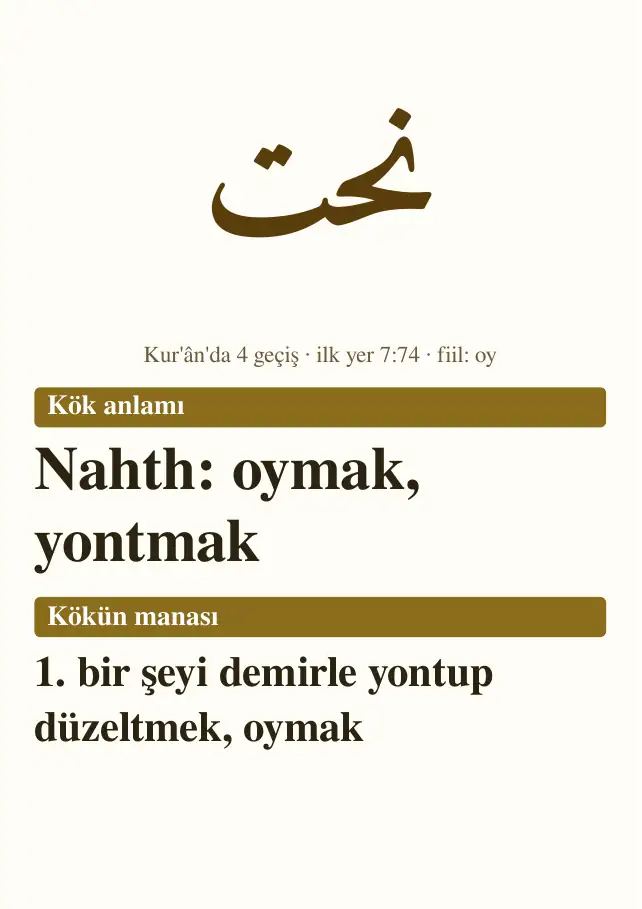 نحت
Kur'ân'da 4 geçiş · ilk yer 7:74 · fiil: oy
Kök anlamı
Nahth: oymak,
yontmak
Kökün manası
1. bir şeyi demirle yontup
düzeltmek, oymak